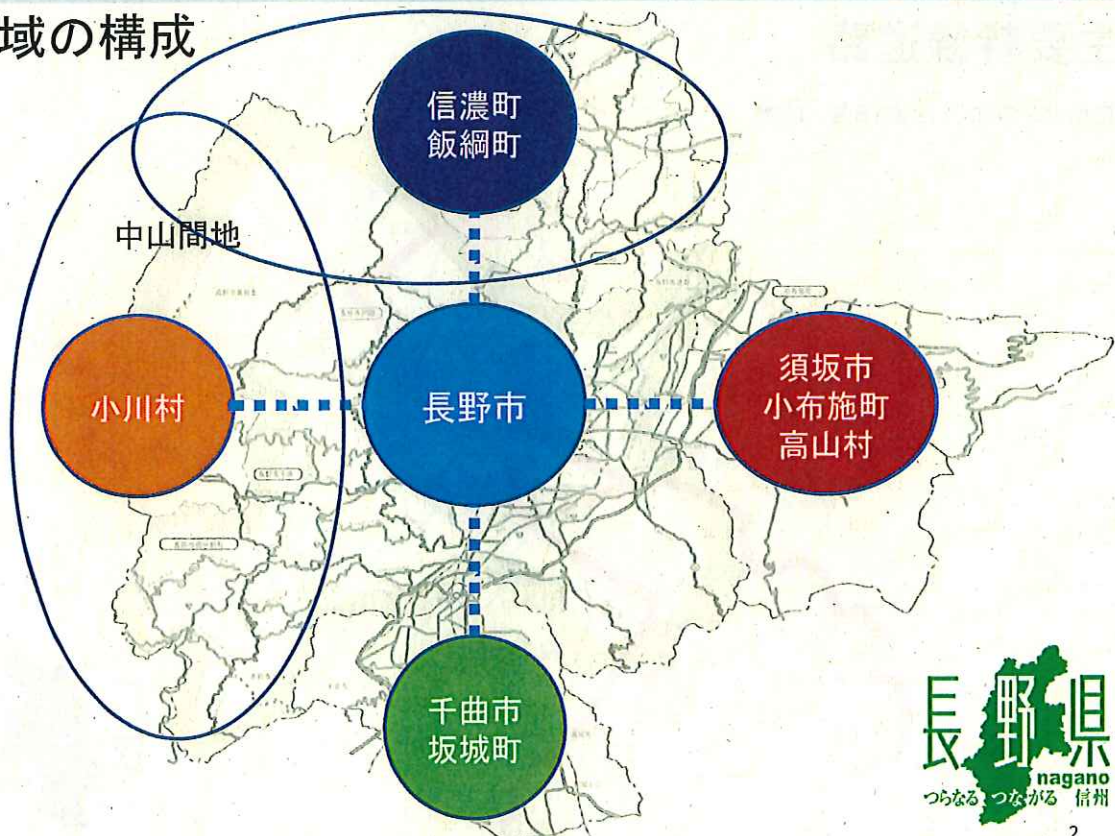 域の構成
信濃町
飯綱町
中山間地
小川村
長野市
須坂市
小布施町
高山村
千曲市
坂城町
長野県
nagano
つらなる つながる 信州
2